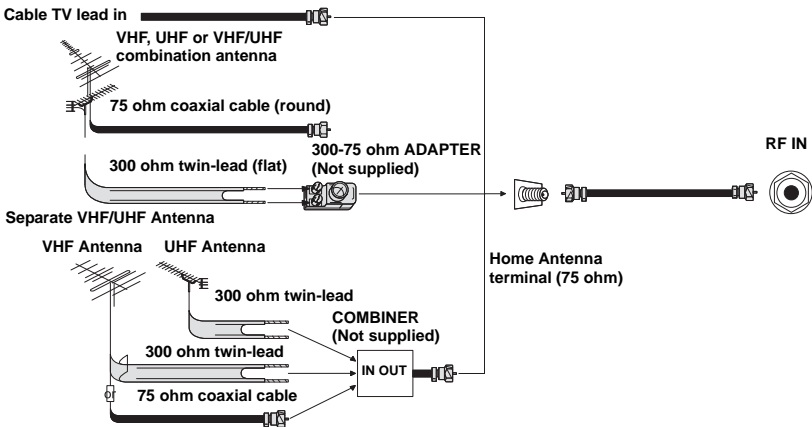 Cable TV lead in
VHF, UHF or VHF/UHF
combination antenna
75 ohm coaxial cable (round)
300-75 ohm ADAPTER
(Not supplied)
RF IN
300 ohm twin-lead (flat)
Separate VHF/UHF Antenna
VHF Antenna
UHF Antenna
Home Antenna
terminal (75 ohm)
300 ohm twin-lead
COMBINER
(Not supplied)
300 ohm twin-lead
IN OUT
75 ohm coaxial cable
or